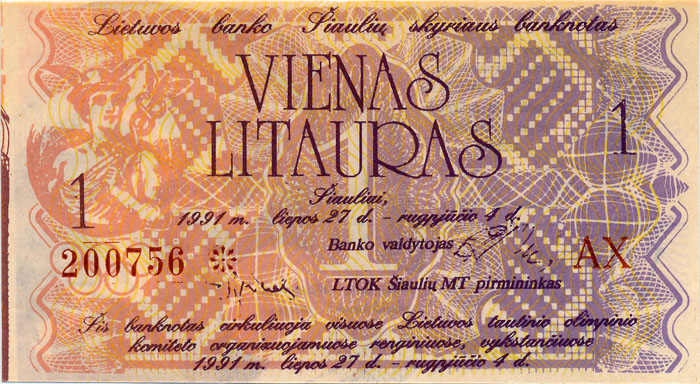 Lietuvos banko Šiaulių skyriaus banknotas
VIENAS
LITAURAS
1
1
1
Šiauliai,
1991 m. liepos 27 d. - rugpjūčio 4 d.
Banko valdytojas
200756
AX
LTOK Šiaulių MT pirmininkas
Šis banknotas cirkuliuoja visuose Lietuvos tautinio olimpinio
komiteto organizuojamuose renginiuose, vykstančiuose
1991 m. liepos 27 d. - rugpjūčio 4 d.